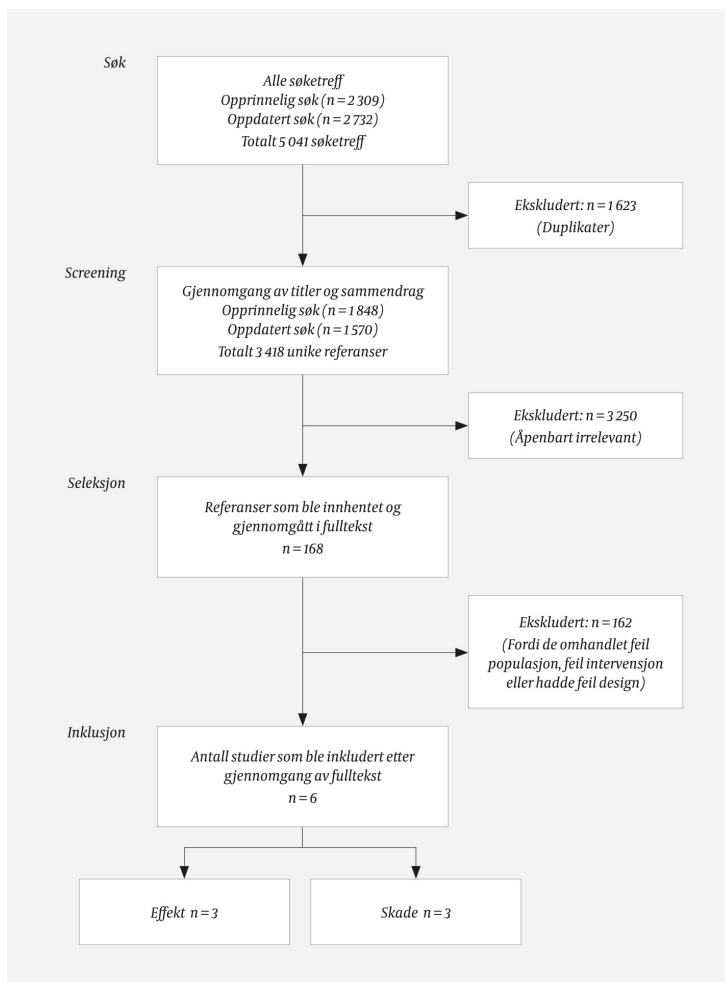 Søk
Alle søketreff
Opprinnelig søk (n = 2 309)
Oppdatert søk (n = 2 732)
Totalt 5 041 søketreff
Ekskludert: n = 1 623
(Duplikater)
Screening
Gjennomgang av titler og sammendrag
Opprinnelig søk (n = 1 848)
Oppdatert søk (n = 1 570)
Totalt 3 418 unike referanser
Ekskludert: n = 3 250
(Åpenbart irrelevant)
Seleksjon
Referanser som ble innhentet og
gjennomgått i fulltekst
n = 168
Ekskludert: n = 162
(Fordi de omhandlet feil
populasjon, feil intervensjon
eller hadde feil design)
Inklusjon
Antall studier som ble inkludert etter
gjennomgang av fulltekst
n = 6
Effekt n = 3
Skade n = 3